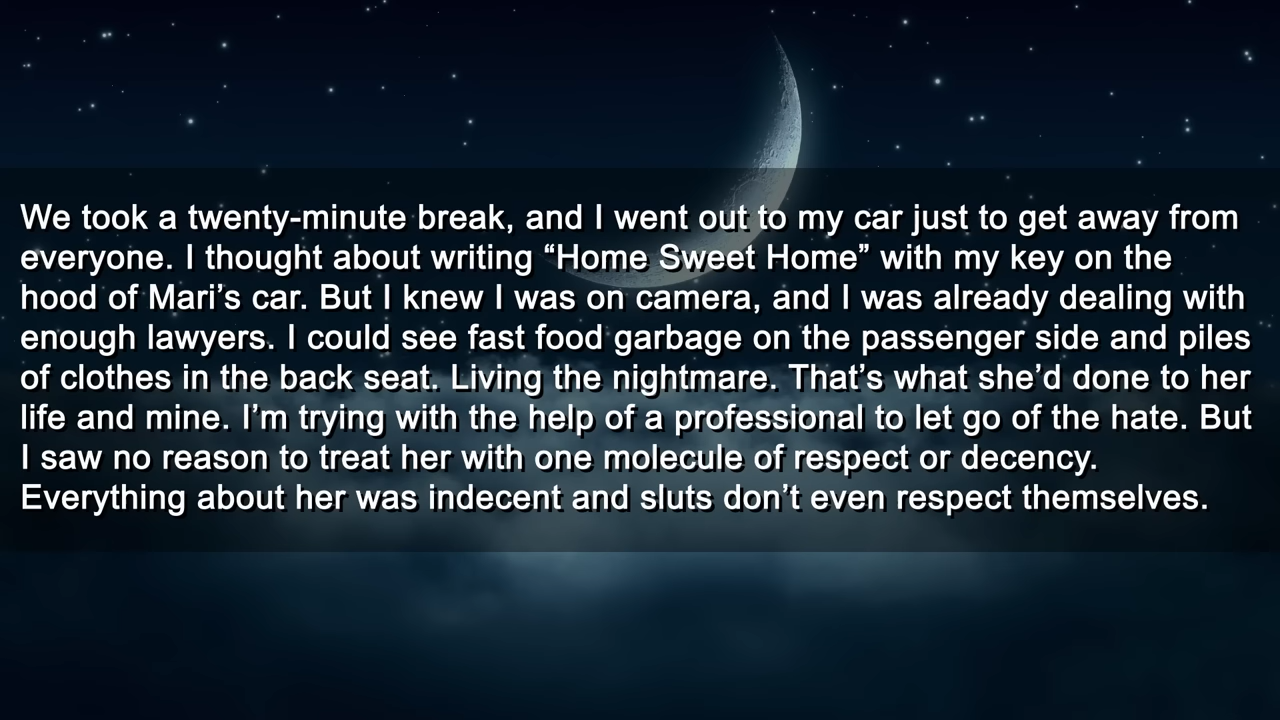 We took a twenty-minute break, and I went out to my car just to get away from
everyone. I thought about writing “Home Sweet Home” with my key on the
hood of Mari’s car. But I knew I was on camera, and I was already dealing with
enough lawyers. I could see fast food garbage on the passenger side and piles
of clothes in the back seat. Living the nightmare. That’s what she’d done to her
life and mine. I’m trying with the help of a professional to let go of the hate. But
I saw no reason to treat her with one molecule of respect or decency.
Everything about her was indecent and sluts don’t even respect themselves.